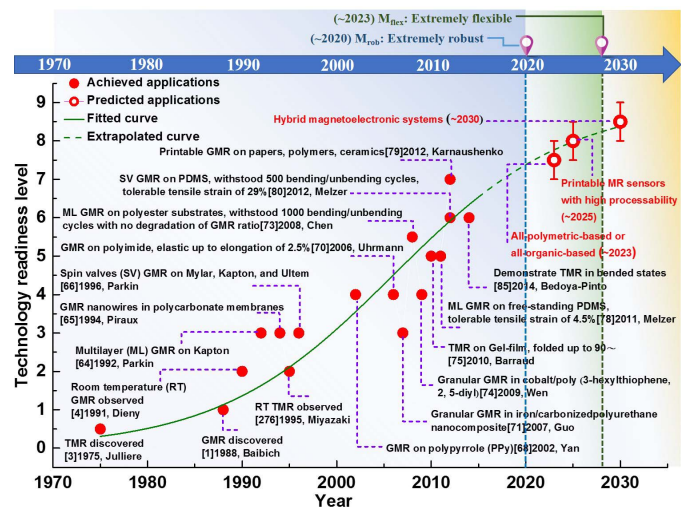 (~2023) Mflex: Extremely flexible
(~2020) Mrob: Extremely robust
1970 1980 1990 2000 2010 2020 2030
Achieved applications
Predicted applications
Fitted curve
Extrapolated curve
Hybrid magnetoelectronic systems (~2030)
Printable GMR on papers, polymers, ceramics[79]2012, Karnaushenko
SV GMR on PDMS, withstood 500 bending/unbending cycles,
tolerable tensile strain of 29%[80]2012, Melzer
ML GMR on polyester substrates, withstood 1000 bending/unbending
cycles with no degradation of GMR ratio[73]2008, Chen
GMR on polyimide, elastic up to elongation of 2.5%[70]2006, Uhrmann
Spin valves (SV) GMR on Mylar, Kapton, and Ultem
[66]1996, Parkin
GMR nanowires in polycarbonate membranes
[65]1994, Piraux
Multilayer (ML) GMR on Kapton
[64]1992, Parkin
Room temperature (RT)
GMR observed
[4]1991, Dieny
TMR discovered
[3]1975, Julliere
GMR discovered
[1]1988, Baibich
RT TMR observed
[276]1995, Miyazaki
Printable MR sensors
with high processability
(~2025)
All-polymetric-based or
all-organic-based (~2023)
Demonstrate TMR in bended states
[85]2014, Bedoya-Pinto
ML GMR on free-standing PDMS,
tolerable tensile strain of 4.5%[78]2011, Melzer
TMR on Gel-film, folded up to 90~
[75]2010, Barraud
Granular GMR in cobalt/poly (3-hexylthiophene,
2, 5-diyl)[74]2009, Wen
Granular GMR in iron/carbonizedpolyurethane
nanocomposite[71]2007, Guo
GMR on polypyrrole (PPy)[68]2002, Yan
Technology readiness level
9
8
7
6
5
4
3
2
1
0
1970 1980 1990 2000 2010 2020 2030
Year